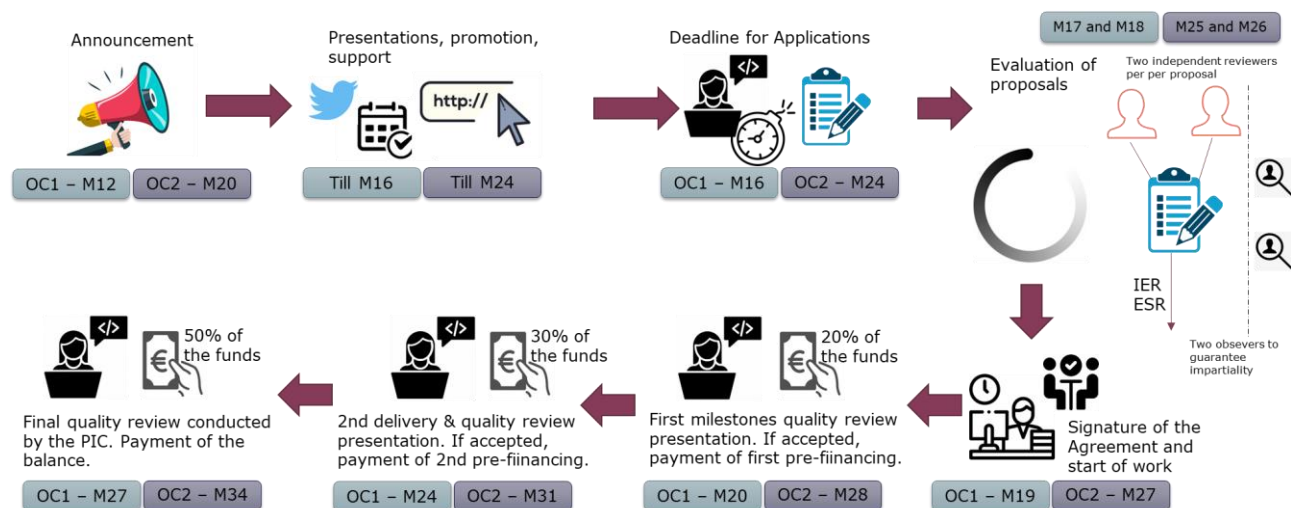 Announcement
OC1 – M12
OC2 – M20
Presentations, promotion,
support
http://
Till M16
Till M24
Deadline for Applications
</>
OC1 – M16
OC2 – M24
M17 and M18
M25 and M26
Evaluation of
proposals
Two independent reviewers
per per proposal
IER
ESR
Two obsevers to
guarantee
impartiality
Signature of the
Agreement and
start of work
OC1 – M19
OC2 – M27
</>
20% of
the funds
First milestones quality review
presentation. If accepted,
payment of first pre-fiinancing.
OC1 – M20
OC2 – M28
</>
30% of
the funds
2nd delivery & quality review
presentation. If accepted,
payment of 2nd pre-fiinancing.
OC1 – M24
OC2 – M31
</>
50% of
the funds
Final quality review conducted
by the PIC. Payment of the
balance.
OC1 – M27
OC2 – M34